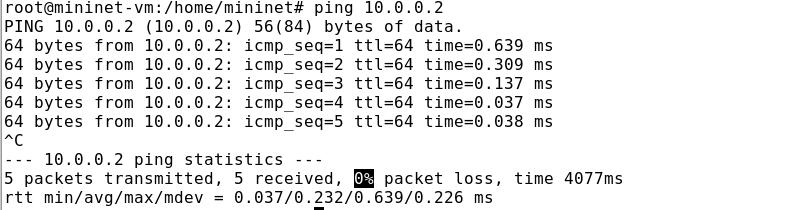 root@mininet-vm:/home/mininet# ping 10.0.0.2
PING 10.0.0.2 (10.0.0.2) 56(84) bytes of data.
64 bytes from 10.0.0.2: icmp_seq=1 ttl=64 time=0.639 ms
64 bytes from 10.0.0.2: icmp_seq=2 ttl=64 time=0.309 ms
64 bytes from 10.0.0.2: icmp_seq=3 ttl=64 time=0.137 ms
64 bytes from 10.0.0.2: icmp_seq=4 ttl=64 time=0.037 ms
64 bytes from 10.0.0.2: icmp_seq=5 ttl=64 time=0.038 ms
^C
--- 10.0.0.2 ping statistics ---
5 packets transmitted, 5 received, 0% packet loss, time 4077ms
rtt min/avg/max/mdev = 0.037/0.232/0.639/0.226 ms